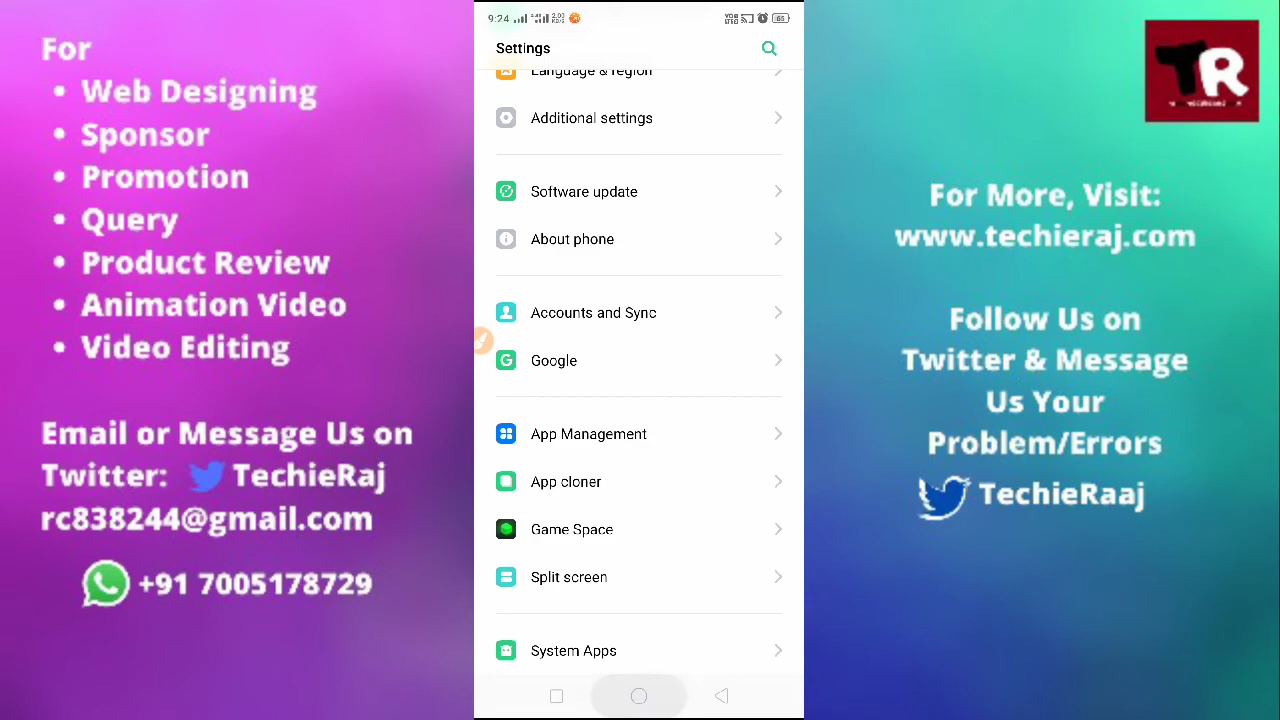 For
• Web Designing
• Sponsor
• Promotion
• Query
• Product Review
• Animation Video
• Video Editing
Email or Message Us on
Twitter: TechieRaj
rc838244@gmail.com
+91 7005178729
9:24
65
Settings
Language & region
Additional settings
Software update
About phone
Accounts and Sync
Google
App Management
App cloner
Game Space
Split screen
System Apps
TR
For More, Visit:
www.techieraj.com
Follow Us on
Twitter & Message
Us Your
Problem/Errors
TechieRaaj